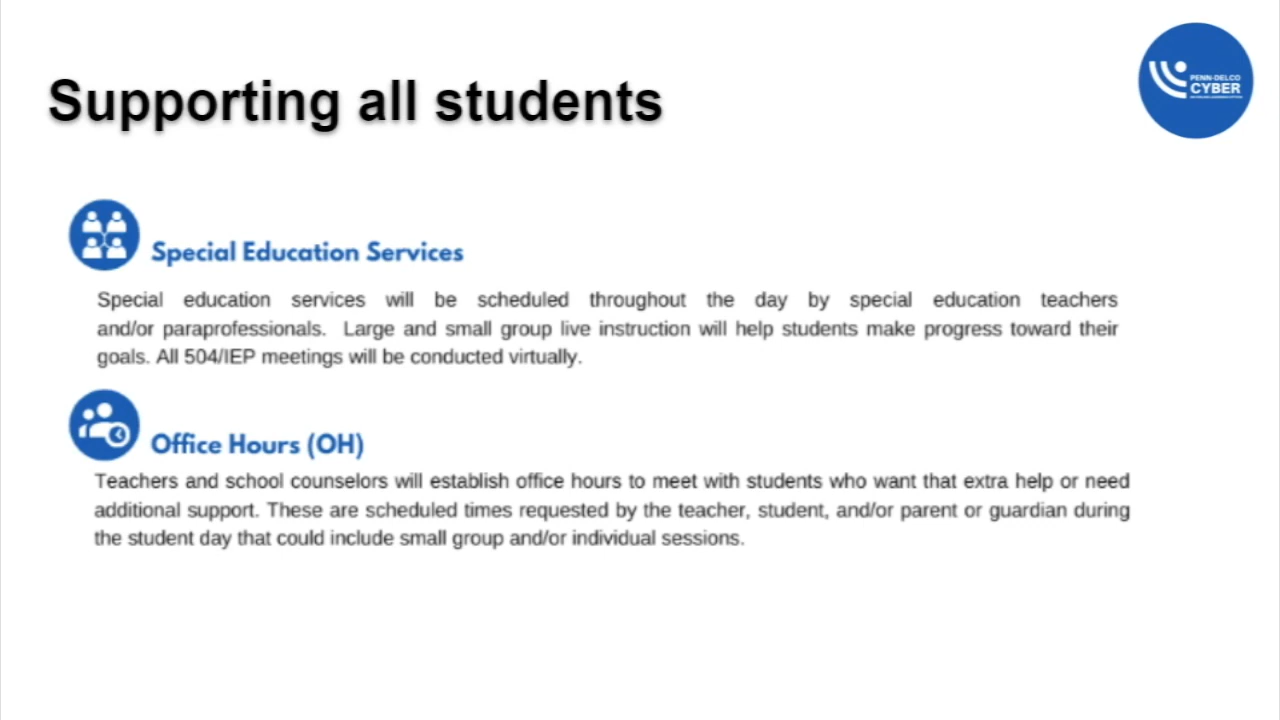 Supporting all students
PENN-DELCO
CYBER
Special Education Services
Special education services will be scheduled throughout the day by special education teachers
and/or paraprofessionals. Large and small group live instruction will help students make progress toward their
goals. All 504/IEP meetings will be conducted virtually.
Office Hours (OH)
Teachers and school counselors will establish office hours to meet with students who want that extra help or need
additional support. These are scheduled times requested by the teacher, student, and/or parent or guardian during
the student day that could include small group and/or individual sessions.